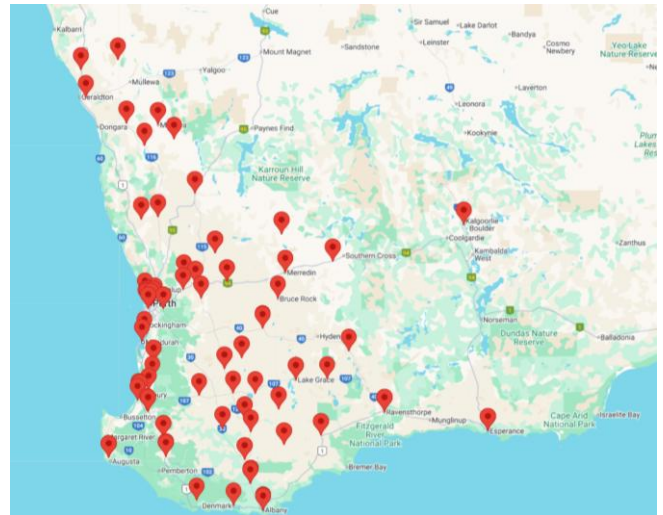 Kalbarri
Cue
Sir Samuel
Lake Darlot
Bandya
Leinster
Cosmo
Newbery
Yeo Lake
Nature Reserve
Mount Magnet
Sandstone
Yalgoo
Mullewa
Geraldton
Laverton
Leonora
Dongara
Paynes Find
Kookynie
Karroun Hill
Nature Reserve
Kalgoorlie
Boulder
Coolgardie
Zanthus
Kambalda
West
Southern Cross
Merredin
Bruce Rock
Perth
Rockingham
Mandurah
Norseman
Balladonia
Dundas Nature
Reserve
Hyden
Lake Grace
Bunbury
Busselton
Margaret River
Augusta
Ravensthorpe
Munglinup
Esperance
Cape Arid
National Park
Israelite Bay
Fitzgerald
River
National Park
Bremer Bay
Pemberton
Denmark
Albany